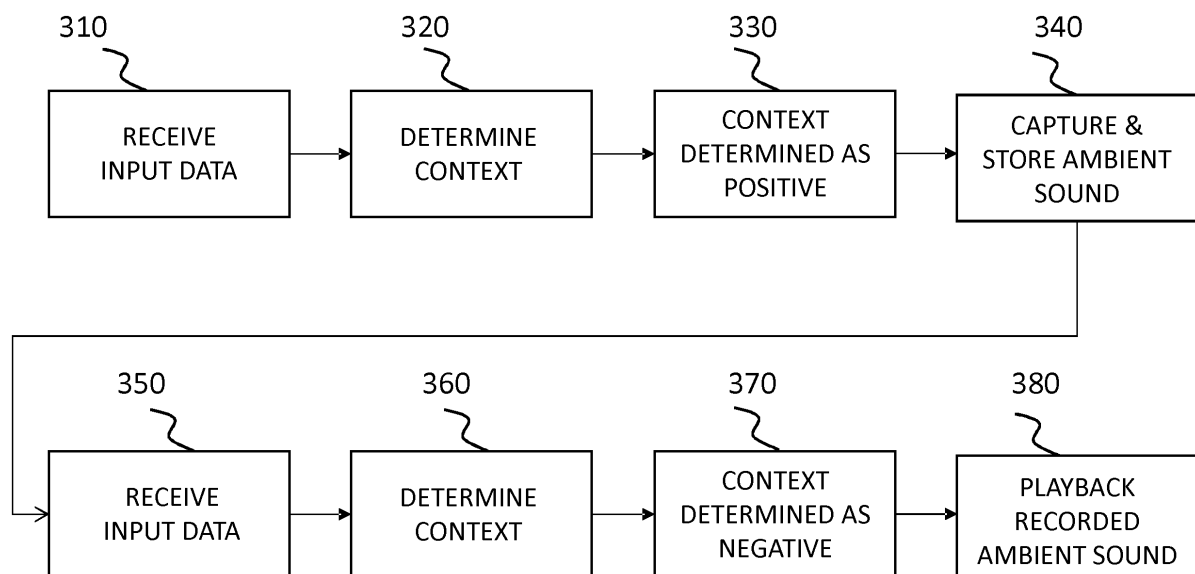 310
320
330
340
RECEIVE
INPUT DATA
DETERMINE
CONTEXT
CONTEXT
DETERMINED AS
POSITIVE
CAPTURE &
STORE AMBIENT
SOUND
350
360
370
380
RECEIVE
INPUT DATA
DETERMINE
CONTEXT
CONTEXT
DETERMINED AS
NEGATIVE
PLAYBACK
RECORDED
AMBIENT SOUND